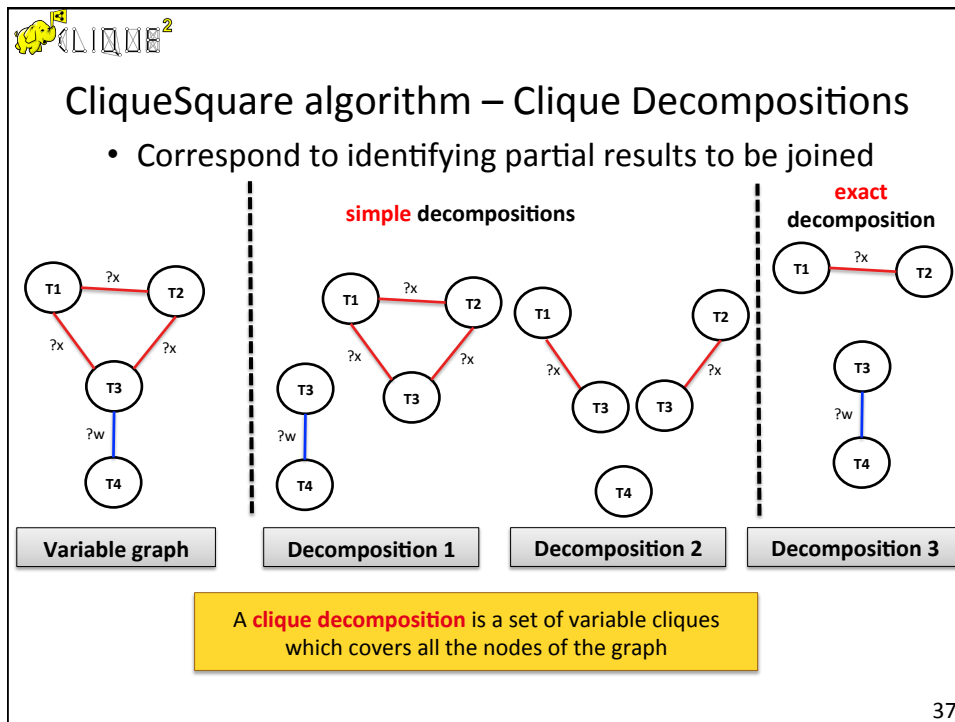 CLIQUE²
CliqueSquare algorithm – Clique Decompositions
• Correspond to identifying partial results to be joined
simple decompositions
exact
decomposition
T1
?x
T2
?x
?x
T3
?w
T4
Variable graph
T1
?x
T2
?x
?x
T3
T3
?w
T4
Decomposition 1
T1
?x
T3
T2
?x
T3
T4
Decomposition 2
T1
?x
T2
T3
?w
T4
Decomposition 3
A clique decomposition is a set of variable cliques
which covers all the nodes of the graph
37